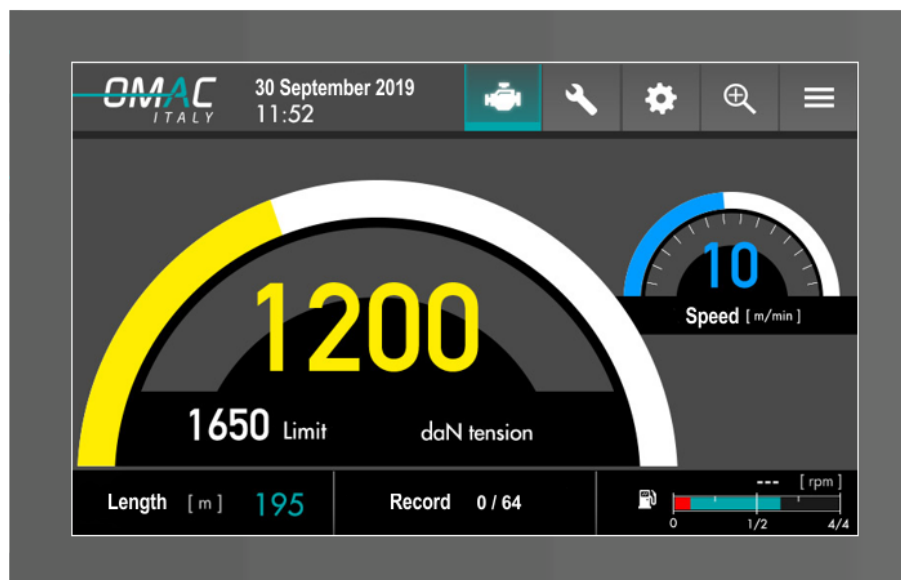 OMAC
ITALY
30 September 2019
11:52
10
Speed [ m/min ]
1200
1650 Limit
daN tension
Length [ m ] 195
Record 0 / 64
--- [ rpm ]
0 1/2 4/4